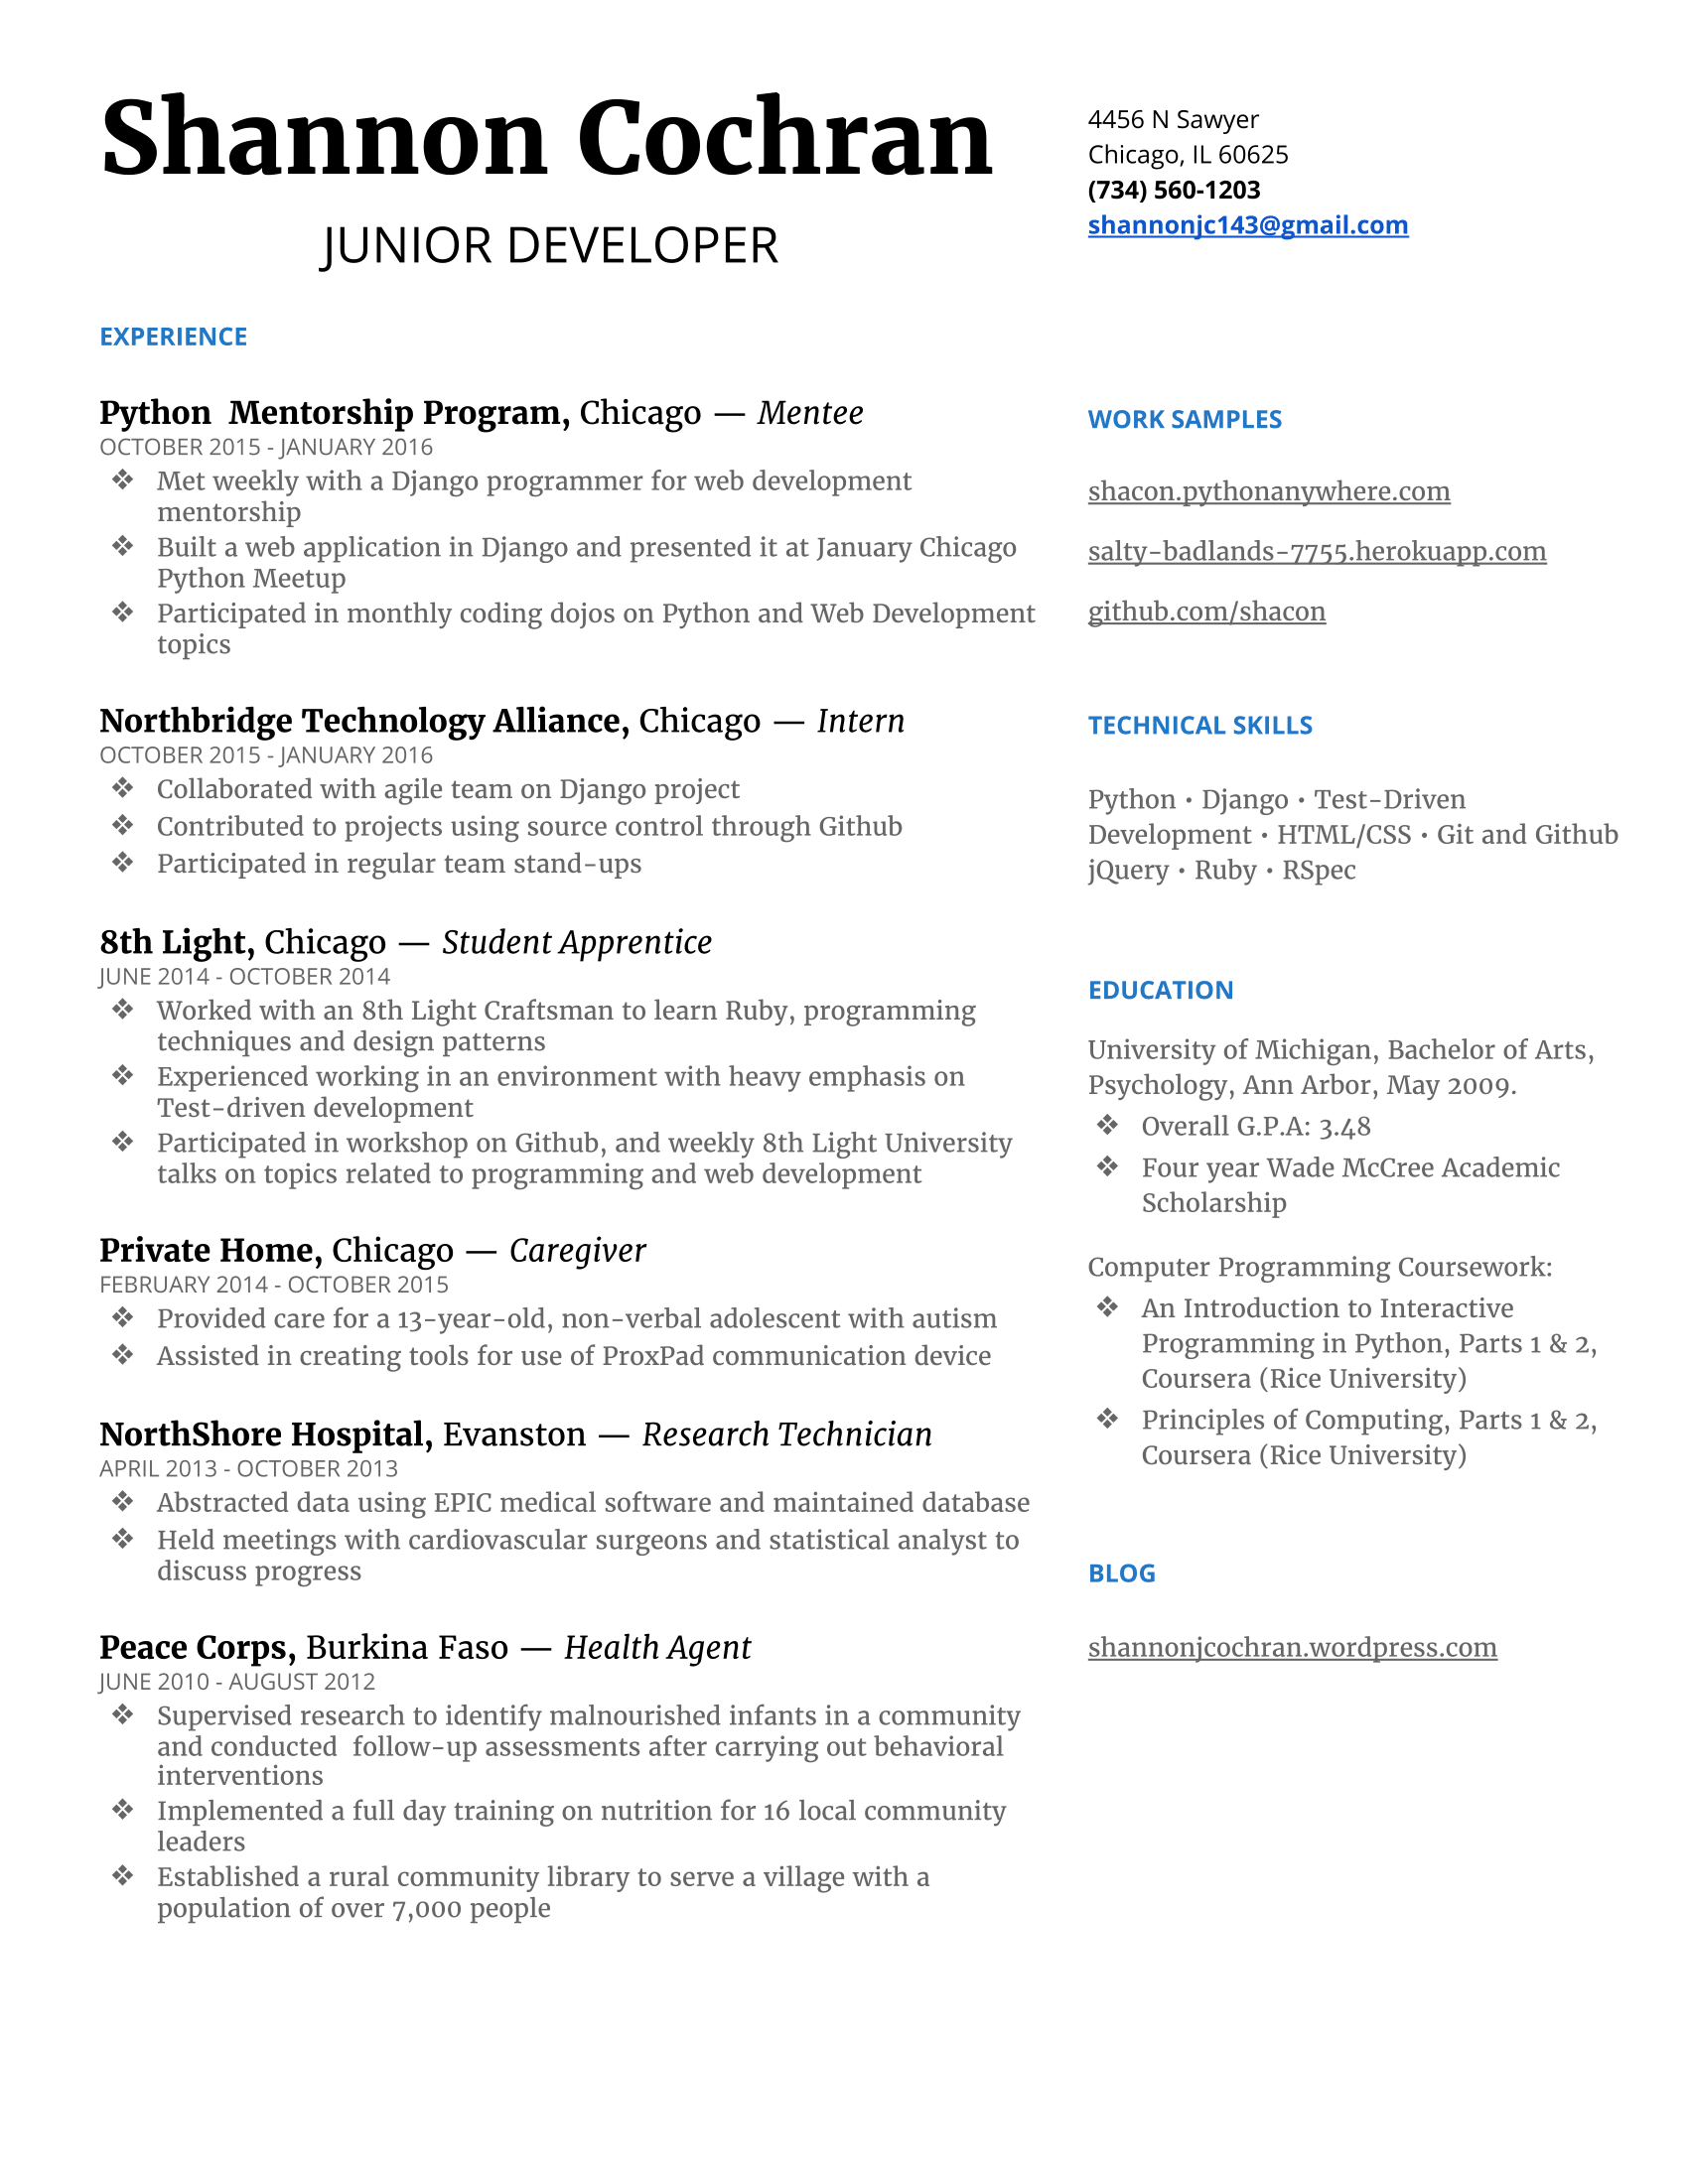 Shannon Cochran
JUNIOR DEVELOPER
4456 N Sawyer
Chicago, IL 60625
(734) 560-1203
shannonjc143@gmail.com
EXPERIENCE
Python  Mentorship Program, Chicago — Mentee
OCTOBER 2015 - JANUARY 2016
❖ Met weekly with a Django programmer for web development
mentorship
❖ Built a web application in Django and presented it at January Chicago
Python Meetup
❖ Participated in monthly coding dojos on Python and Web Development
topics
Northbridge Technology Alliance, Chicago — Intern
OCTOBER 2015 - JANUARY 2016
❖ Collaborated with agile team on Django project
❖ Contributed to projects using source control through Github
❖ Participated in regular team stand-ups
8th Light, Chicago — Student Apprentice
JUNE 2014 - OCTOBER 2014
❖ Worked with an 8th Light Craftsman to learn Ruby, programming
techniques and design patterns
❖ Experienced working in an environment with heavy emphasis on
Test-driven development
❖ Participated in workshop on Github, and weekly 8th Light University
talks on topics related to programming and web development
Private Home, Chicago — Caregiver
FEBRUARY 2014 - OCTOBER 2015
❖ Provided care for a 13-year-old, non-verbal adolescent with autism
❖ Assisted in creating tools for use of ProxPad communication device
NorthShore Hospital, Evanston — Research Technician
APRIL 2013 - OCTOBER 2013
❖ Abstracted data using EPIC medical software and maintained database
❖ Held meetings with cardiovascular surgeons and statistical analyst to
discuss progress
Peace Corps, Burkina Faso — Health Agent
JUNE 2010 - AUGUST 2012
❖ Supervised research to identify malnourished infants in a community
and conducted  follow-up assessments after carrying out behavioral
interventions
❖ Implemented a full day training on nutrition for 16 local community
leaders
❖ Established a rural community library to serve a village with a
population of over 7,000 people
WORK SAMPLES
shacon.pythonanywhere.com
salty-badlands-7755.herokuapp.com
github.com/shacon
TECHNICAL SKILLS
Python • Django • Test-Driven
Development • HTML/CSS • Git and Github
jQuery • Ruby • RSpec
EDUCATION
University of Michigan, Bachelor of Arts,
Psychology, Ann Arbor, May 2009.
❖ Overall G.P.A: 3.48
❖ Four year Wade McCree Academic
Scholarship
Computer Programming Coursework:
❖ An Introduction to Interactive
Programming in Python, Parts 1 & 2,
Coursera (Rice University)
❖ Principles of Computing, Parts 1 & 2,
Coursera (Rice University)
BLOG
shannonjcochran.wordpress.com